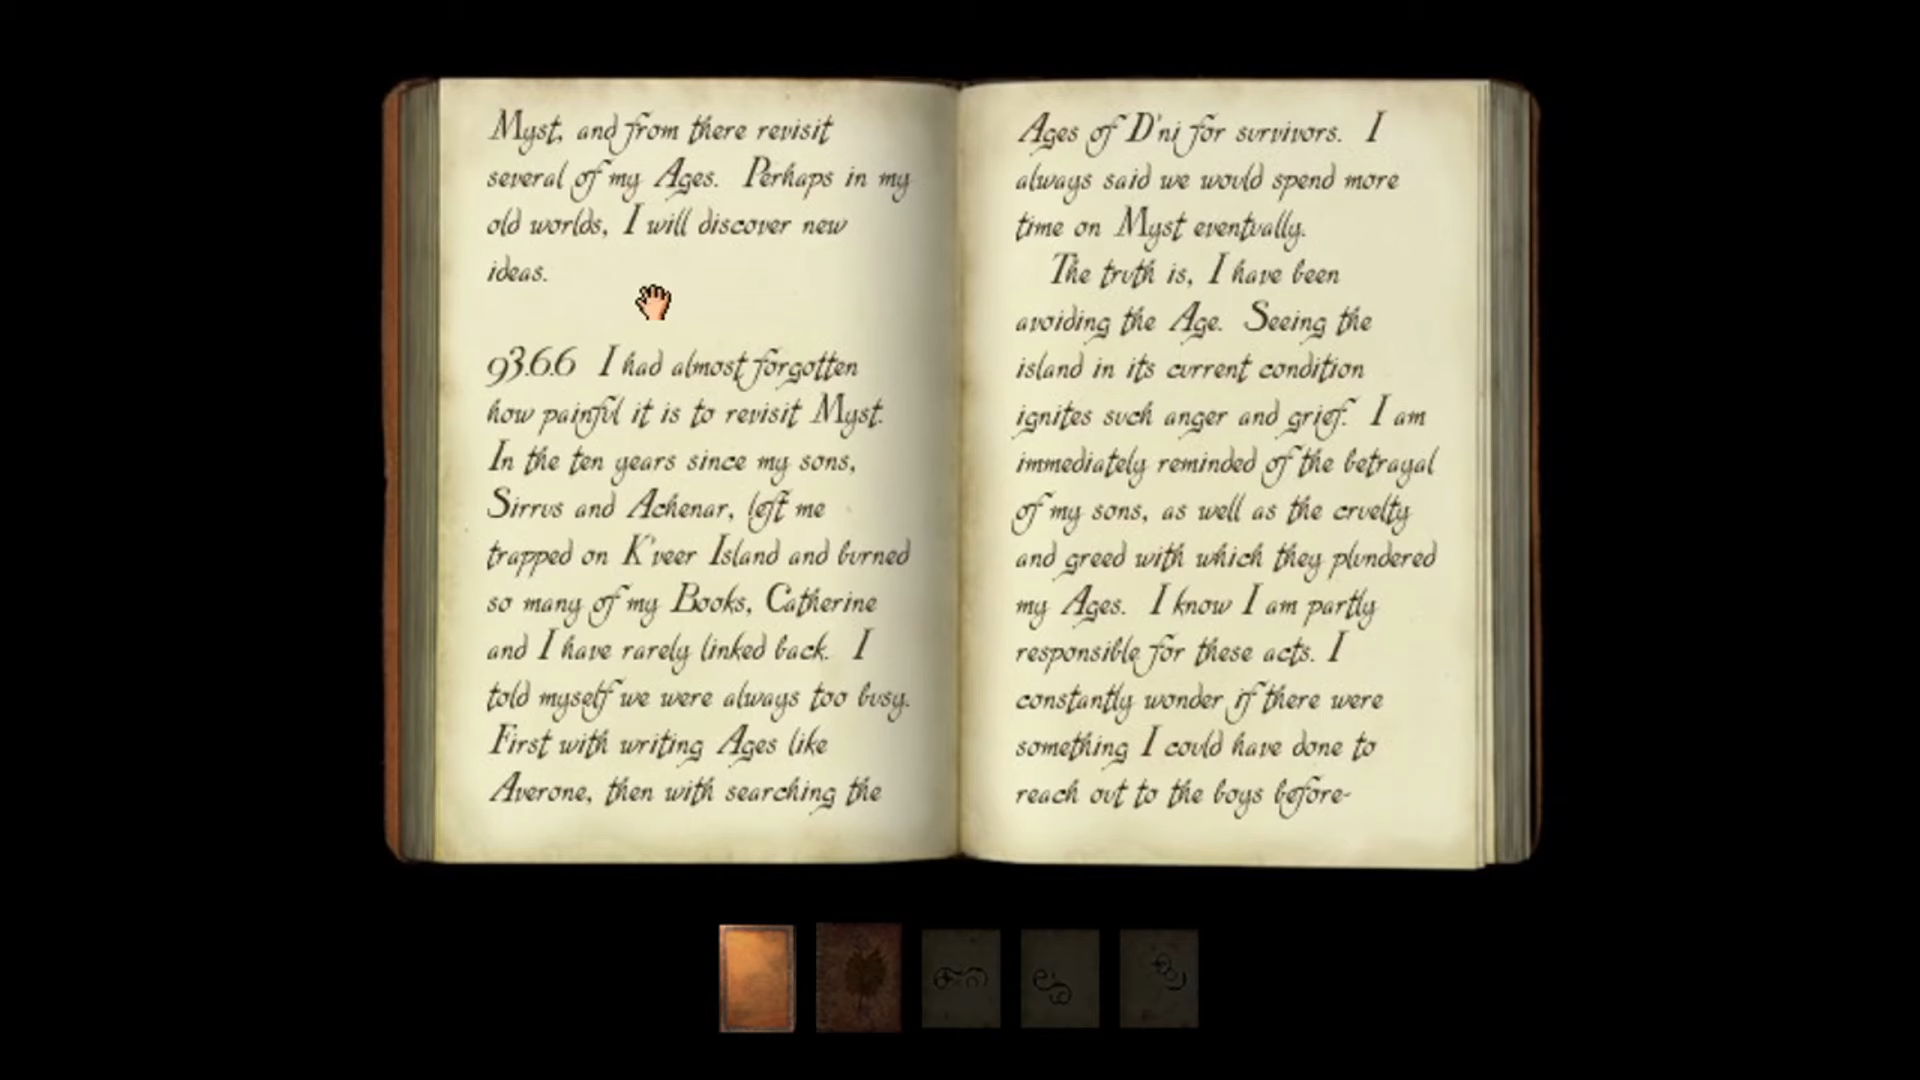 Myst, and from there revisit
several of my Ages. Perhaps in my
old worlds, I will discover new
ideas.
93.6.6 I had almost forgotten
how painful it is to revisit Myst.
In the ten years since my sons,
Sirrus and Achenar, left me
trapped on K'veer Island and burned
so many of my Books, Catherine
and I have rarely linked back. I
told myself we were always too busy.
First with writing Ages like
Averone, then with searching the
Ages of D'ni for survivors. I
always said we would spend more
time on Myst eventually.
The truth is, I have been
avoiding the Age. Seeing the
island in its current condition
ignites such anger and grief. I am
immediately reminded of the betrayal
of my sons, as well as the cruelty
and greed with which they plundered
my Ages. I know I am partly
responsible for these acts. I
constantly wonder if there were
something I could have done to
reach out to the boys before-